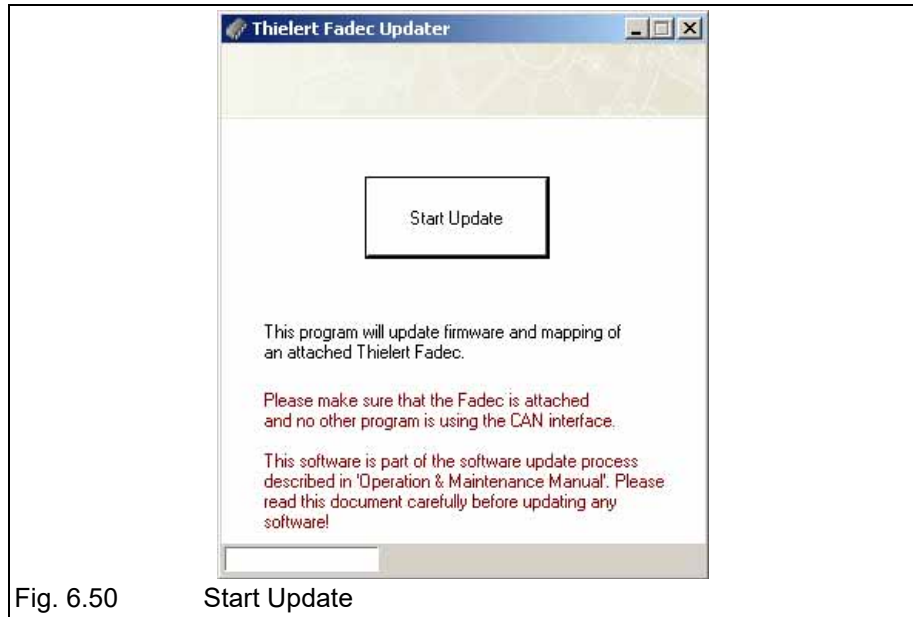 Thielert Fadec Updater
Start Update
This program will update firmware and mapping of
an attached Thielert Fadec.
Please make sure that the Fadec is attached
and no other program is using the CAN interface.
This software is part of the software update process
described in 'Operation & Maintenance Manual'. Please
read this document carefully before updating any
software!
Fig. 6.50 Start Update